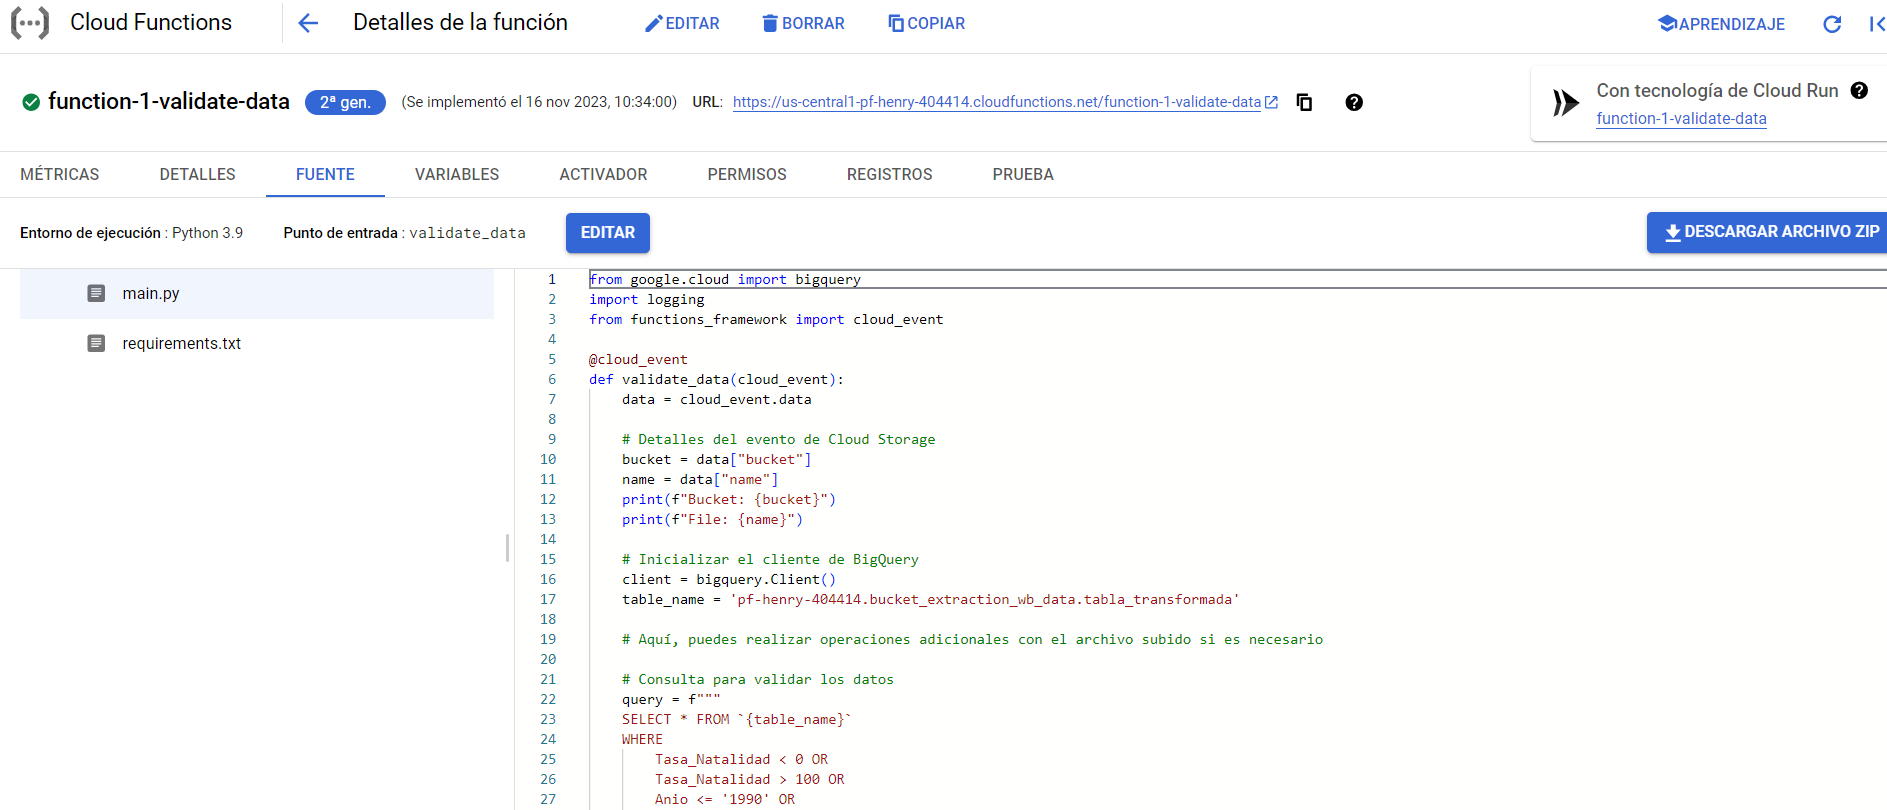 Cloud Functions
Detalles de la función
EDITAR
BORRAR
COPIAR
APRENDIZAJE
function-1-validate-data
2ª gen.
(Se implementó el 16 nov 2023, 10:34:00)
URL:
https://us-central1-pf-henry-404414.cloudfunctions.net/function-1-validate-data
Con tecnología de Cloud Run
function-1-validate-data
MÉTRICAS
DETALLES
FUENTE
VARIABLES
ACTIVADOR
PERMISOS
REGISTROS
PRUEBA
Entorno de ejecución : Python 3.9
Punto de entrada : validate_data
EDITAR
DESCARGAR ARCHIVO ZIP
main.py
requirements.txt
1 from google.cloud import bigquery
2 import logging
3 from functions_framework import cloud_event
4
5 @cloud_event
6 def validate_data(cloud_event):
7     data = cloud_event.data
8
9     # Detalles del evento de Cloud Storage
10     bucket = data["bucket"]
11     name = data["name"]
12     print(f"Bucket: {bucket}")
13     print(f"File: {name}")
14
15     # Inicializar el cliente de BigQuery
16     client = bigquery.Client()
17     table_name = 'pf-henry-404414.bucket_extraction_wb_data.tabla_transformada'
18
19     # Aquí, puedes realizar operaciones adicionales con el archivo subido si es necesario
20
21     # Consulta para validar los datos
22     query = f"""
23     SELECT * FROM `{table_name}`
24     WHERE
25         Tasa_Natalidad < 0 OR
26         Tasa_Natalidad > 100 OR
27         Anio <= '1990' OR